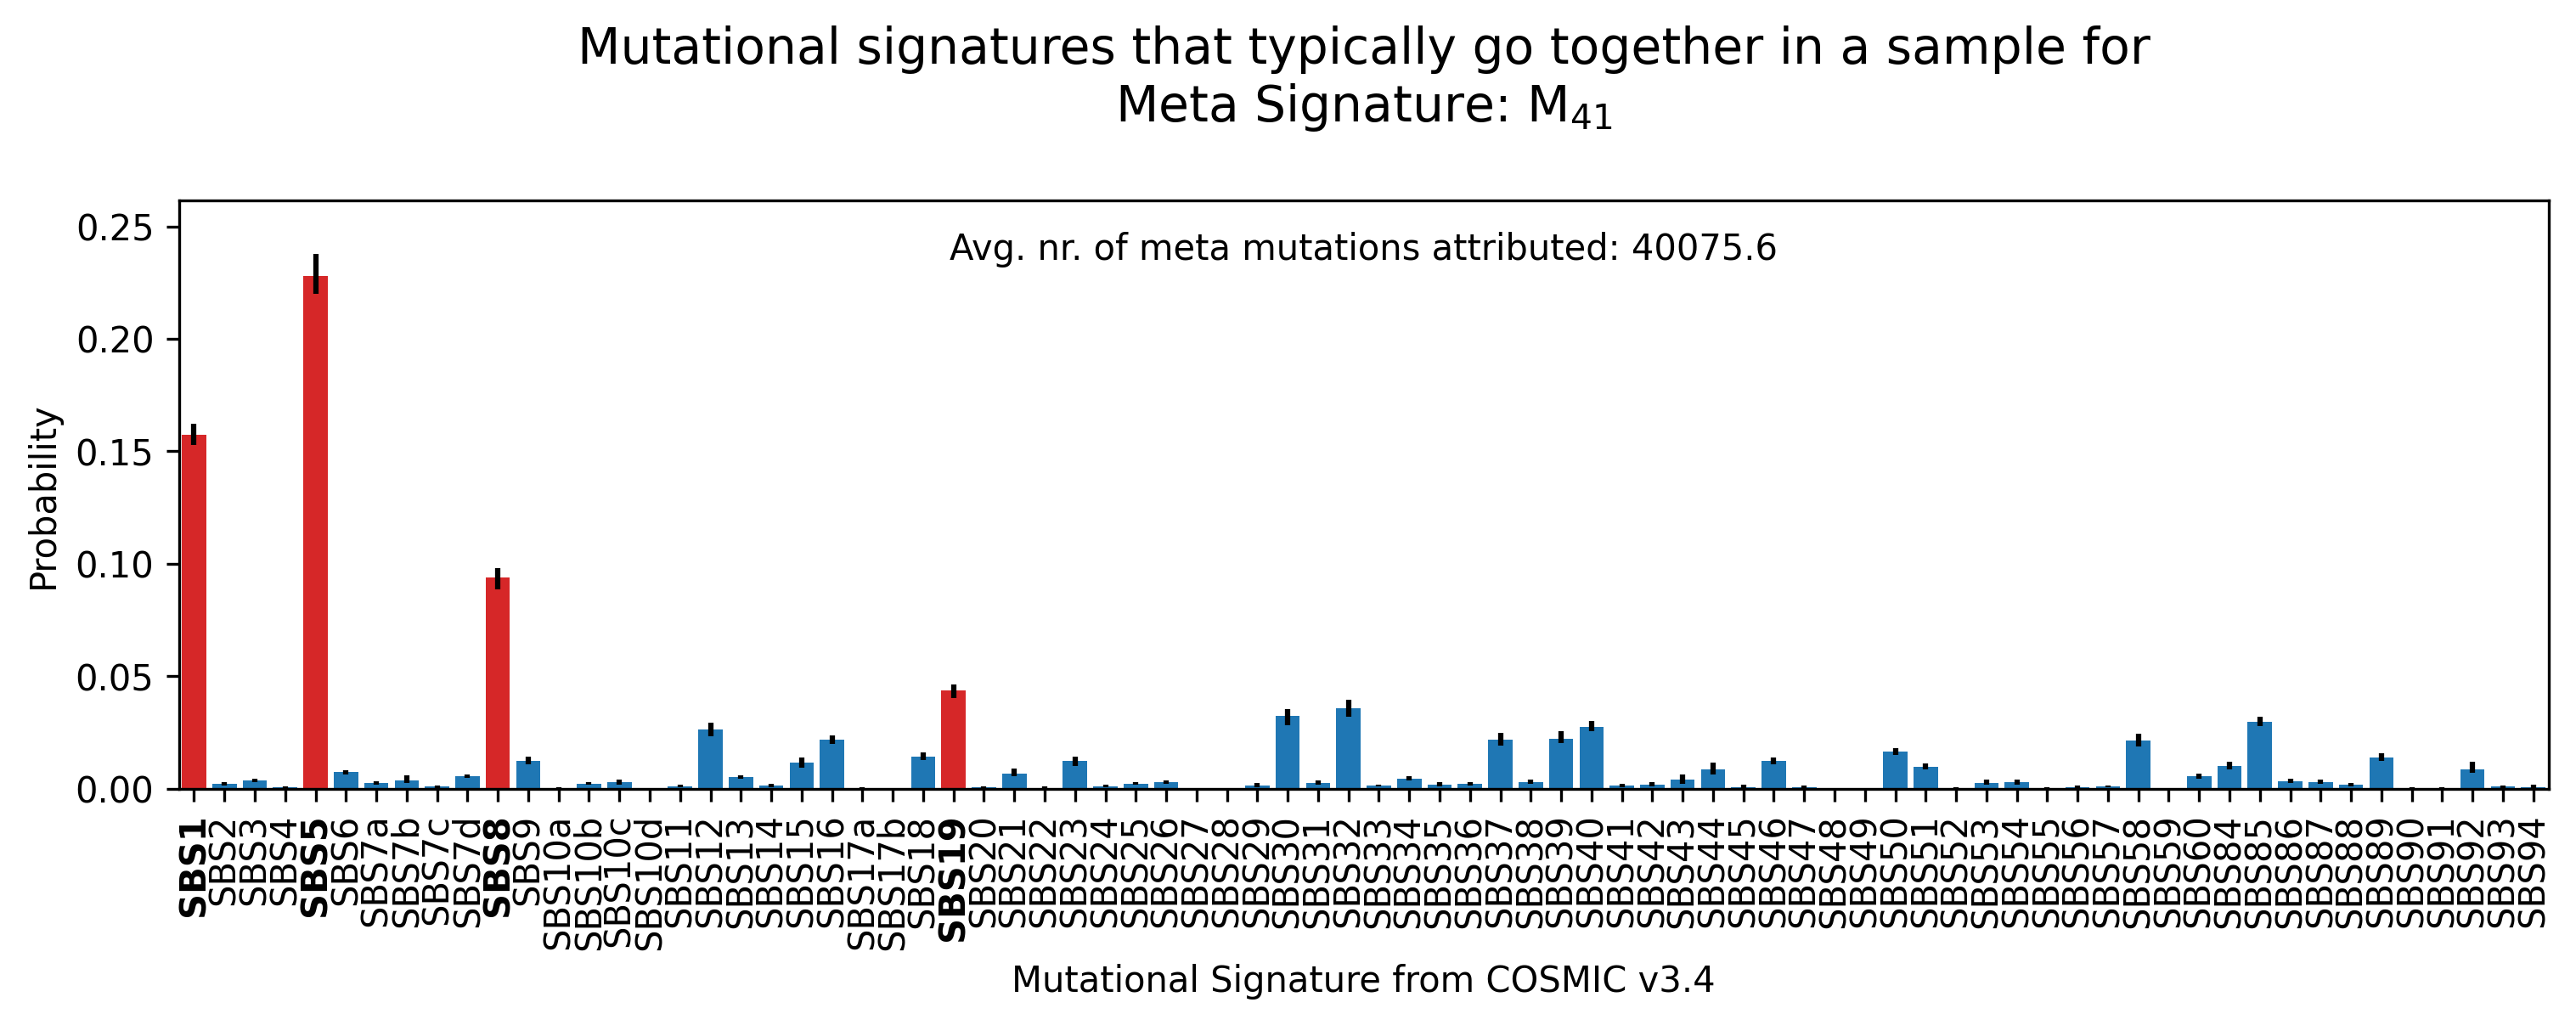 Mutational signatures that typically go together in a sample for
Meta Signature: M₄₁
Avg. nr. of meta mutations attributed: 40075.6
Probability
0.25
0.20
0.15
0.10
0.05
0.00
SBS1
SBS2
SBS3
SBS4
SBS5
SBS6
SBS7a
SBS7b
SBS7c
SBS7d
SBS8
SBS9
SBS10a
SBS10b
SBS10c
SBS10d
SBS11
SBS12
SBS13
SBS14
SBS15
SBS16
SBS17a
SBS17b
SBS18
SBS19
SBS20
SBS21
SBS22
SBS23
SBS24
SBS25
SBS26
SBS27
SBS28
SBS29
SBS30
SBS31
SBS32
SBS33
SBS34
SBS35
SBS36
SBS37
SBS38
SBS39
SBS40
SBS41
SBS42
SBS43
SBS44
SBS45
SBS46
SBS47
SBS48
SBS49
SBS50
SBS51
SBS52
SBS53
SBS54
SBS55
SBS56
SBS57
SBS58
SBS59
SBS60
SBS84
SBS85
SBS86
SBS87
SBS88
SBS89
SBS90
SBS91
SBS92
SBS93
SBS94
Mutational Signature from COSMIC v3.4